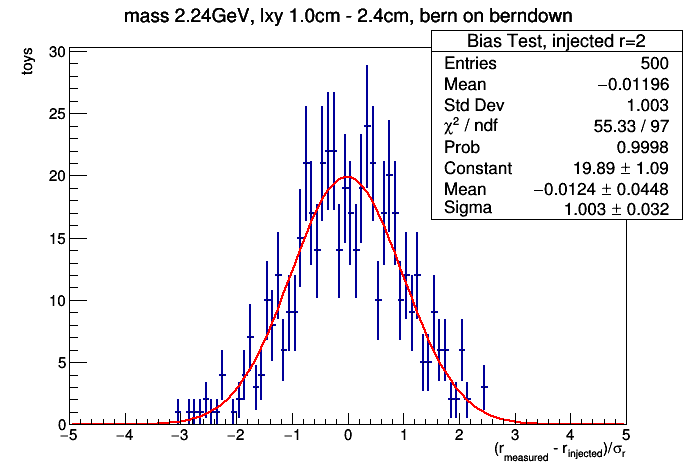 mass 2.24GeV, lxy 1.0cm - 2.4cm, bern on berndown
Bias Test, injected r=2
Entries 500
Mean −0.01196
Std Dev 1.003
χ² / ndf 55.33 / 97
Prob 0.9998
Constant 19.89 ± 1.09
Mean −0.0124 ± 0.0448
Sigma 1.003 ± 0.032
toys
30
25
20
15
10
5
0
−5 −4 −3 −2 −1 0 1 2 3 4 5
(r_measured - r_injected)/σ_r